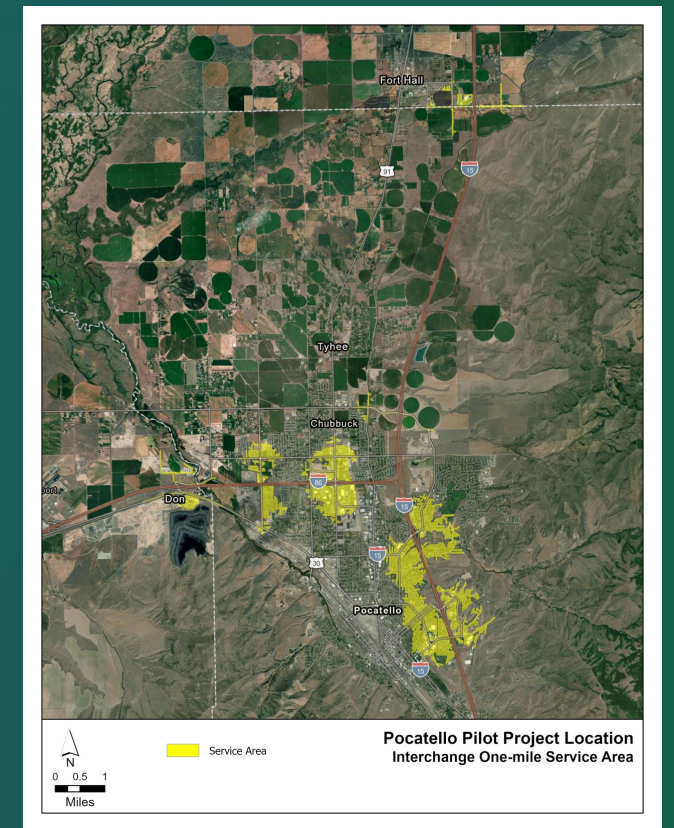 Fort Hall
91
15
Tyhee
Chubbuck
86
Don
15
15
30
Pocatello
15
N
0 0.5 1
Miles
Service Area
Pocatello Pilot Project Location
Interchange One-mile Service Area